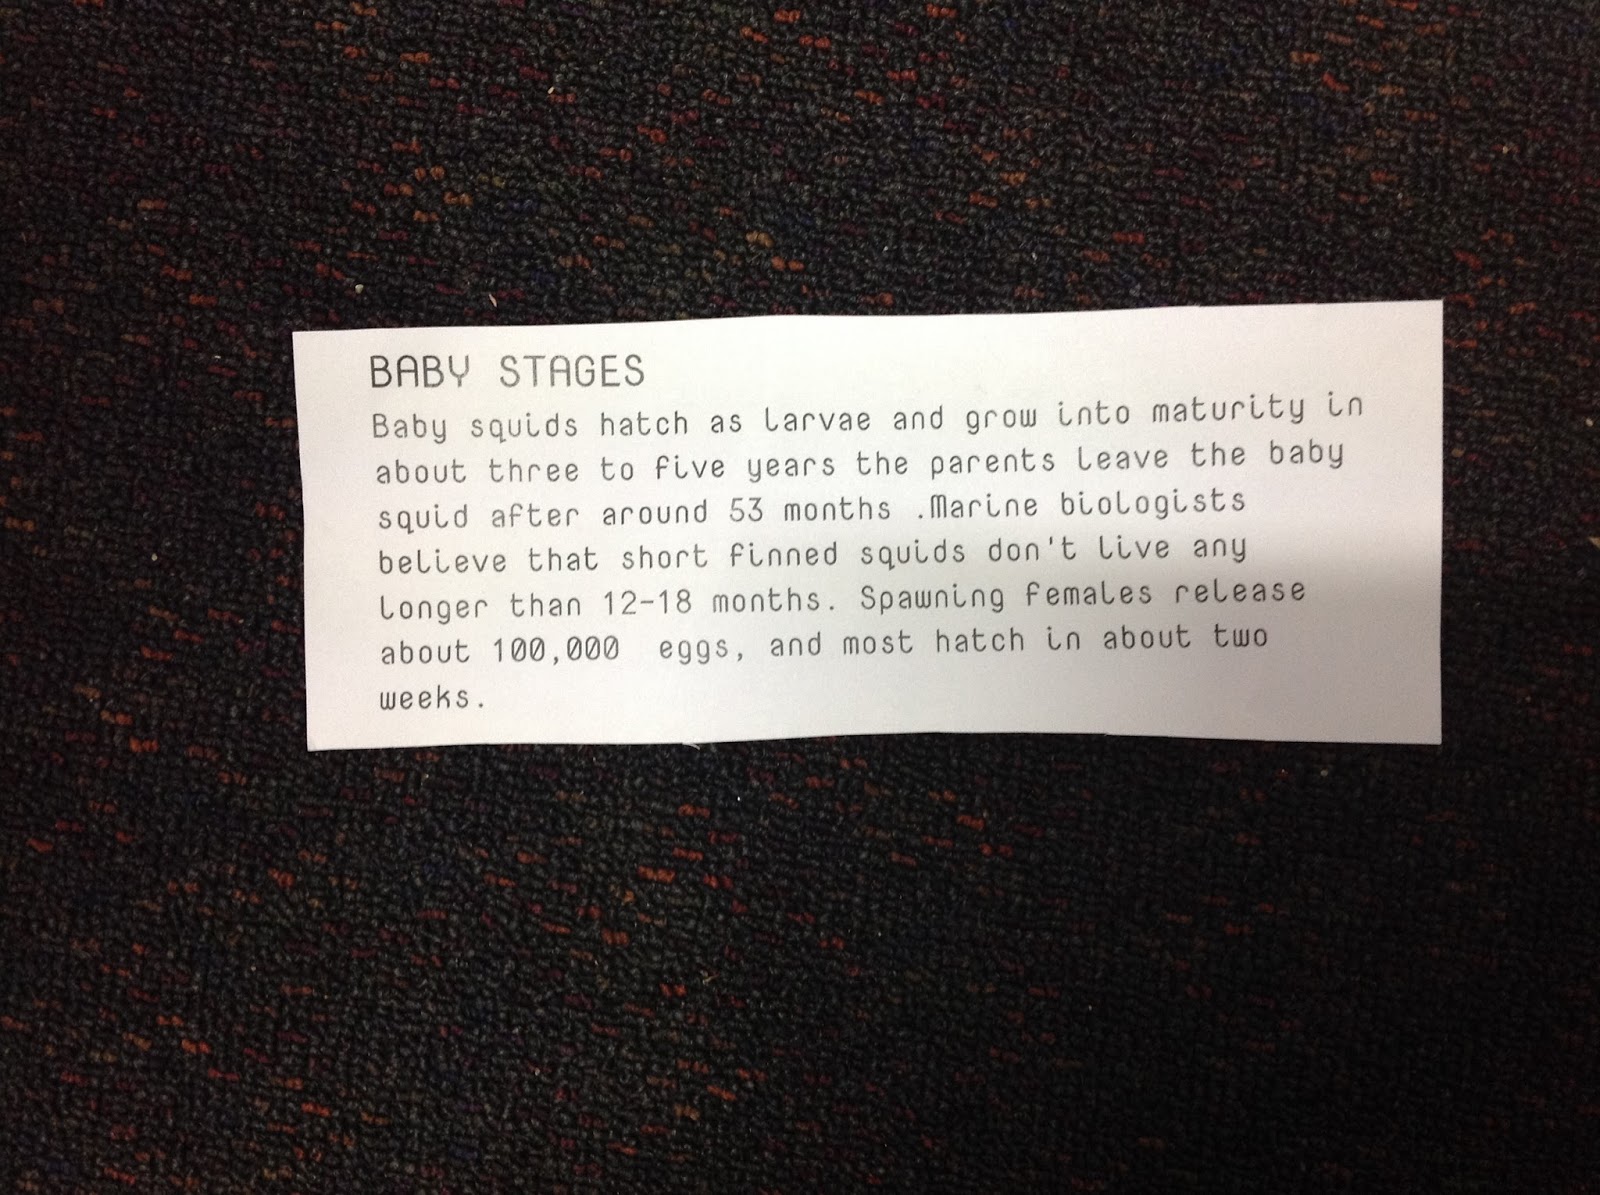 BABY STAGES
Baby squids hatch as larvae and grow into maturity in
about three to five years the parents leave the baby
squid after around 53 months .Marine biologists
believe that short finned squids don't live any
longer than 12-18 months. Spawning females release
about 100,000  eggs, and most hatch in about two
weeks.